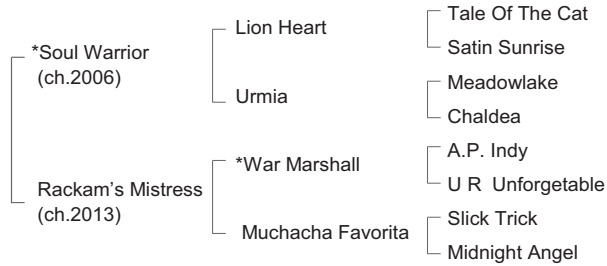 *Soul Warrior
(ch.2006)
Rackam's Mistress
(ch.2013)
Lion Heart
Urmia
*War Marshall
Muchacha Favorita
Tale Of The Cat
Satin Sunrise
Meadowlake
Chaldea
A.P. Indy
U R Unforgetable
Slick Trick
Midnight Angel